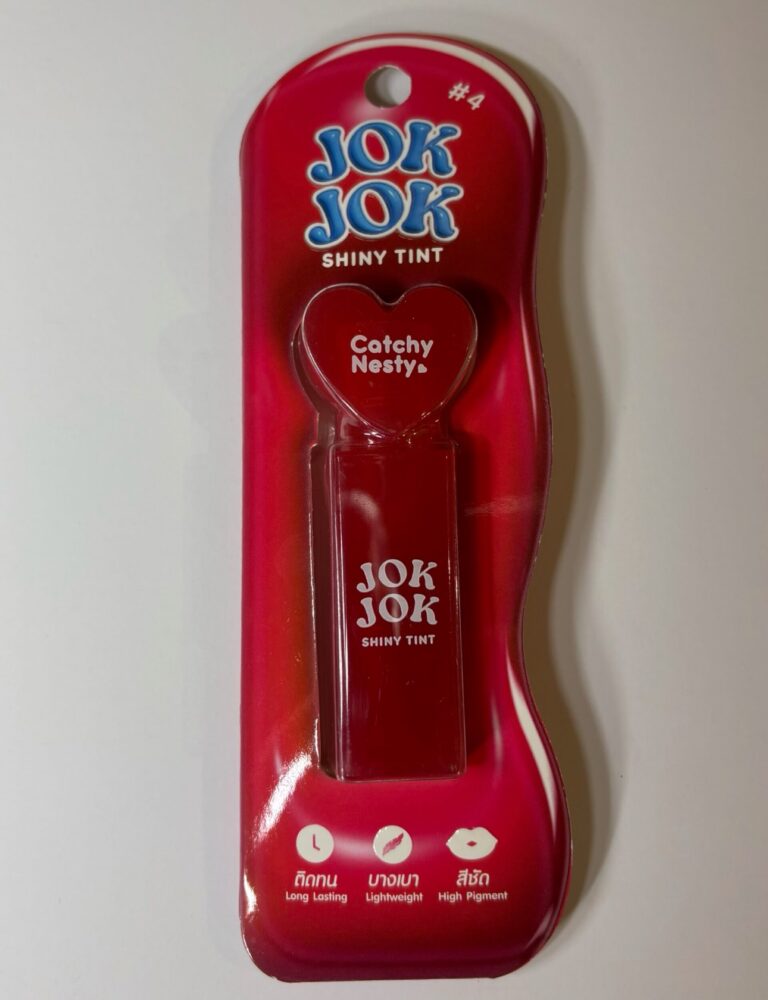 #4
JOK
JOK
SHINY TINT
Catchy
Nesty
JOK
JOK
SHINY TINT
ติดทน
Long Lasting
บางเบา
Lightweight
สีชัด
High Pigment